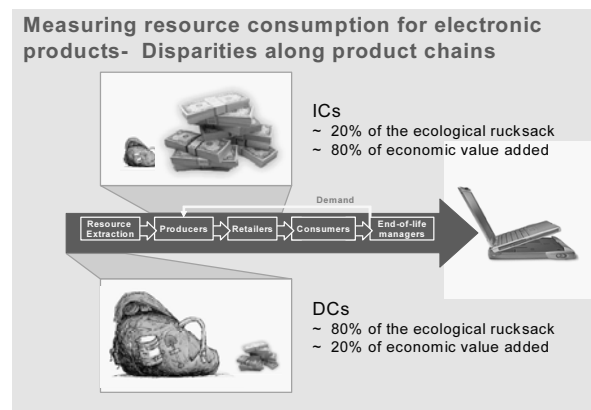 Measuring resource consumption for electronic
products- Disparities along product chains
ICs
~ 20% of the ecological rucksack
~ 80% of economic value added
Demand
Resource
Extraction
Producers
Retailers
Consumers
End-of-life
managers
DCs
~ 80% of the ecological rucksack
~ 20% of economic value added